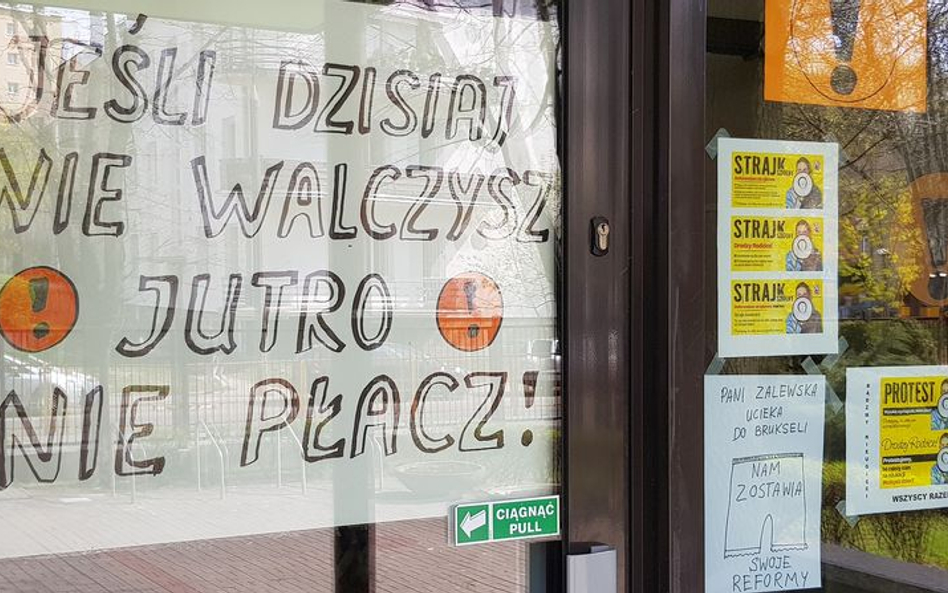 JEŚLI DZISIAJ
NIE WALCZYSZ
! JUTRO !
NIE PŁACZ!
CIĄGNĄĆ
PULL
!
STRAJK
STRAJK
Drodzy Rodzice!
STRAJK
PANI ZALEWSKA
UCIEKA
DO BRUKSELI
NAM
ZOSTAWIA
SWOJE
REFORMY
PROTEST
Drodzy Rodzice!
WSZYSCY RAZE